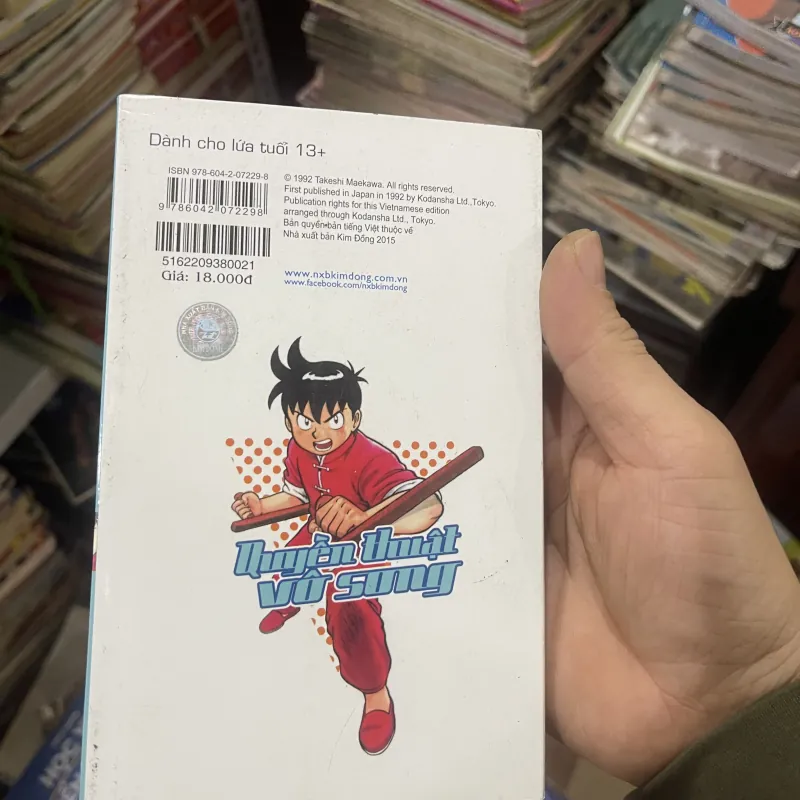 Dành cho lứa tuổi 13+
ISBN 978-604-2-07229-8
9 786042 072298
5162209380021
Giá: 18.000đ
© 1992 Takeshi Maekawa. All rights reserved.
First published in Japan in 1992 by Kodansha Ltd.,Tokyo.
Publication rights for this Vietnamese edition
arranged through Kodansha Ltd., Tokyo.
Bản quyền bản tiếng Việt thuộc về
Nhà xuất bản Kim Đồng 2015
www.nxbkimdong.com.vn
www.facebook.com/nxbkimdong
Quyền thuật
vô song